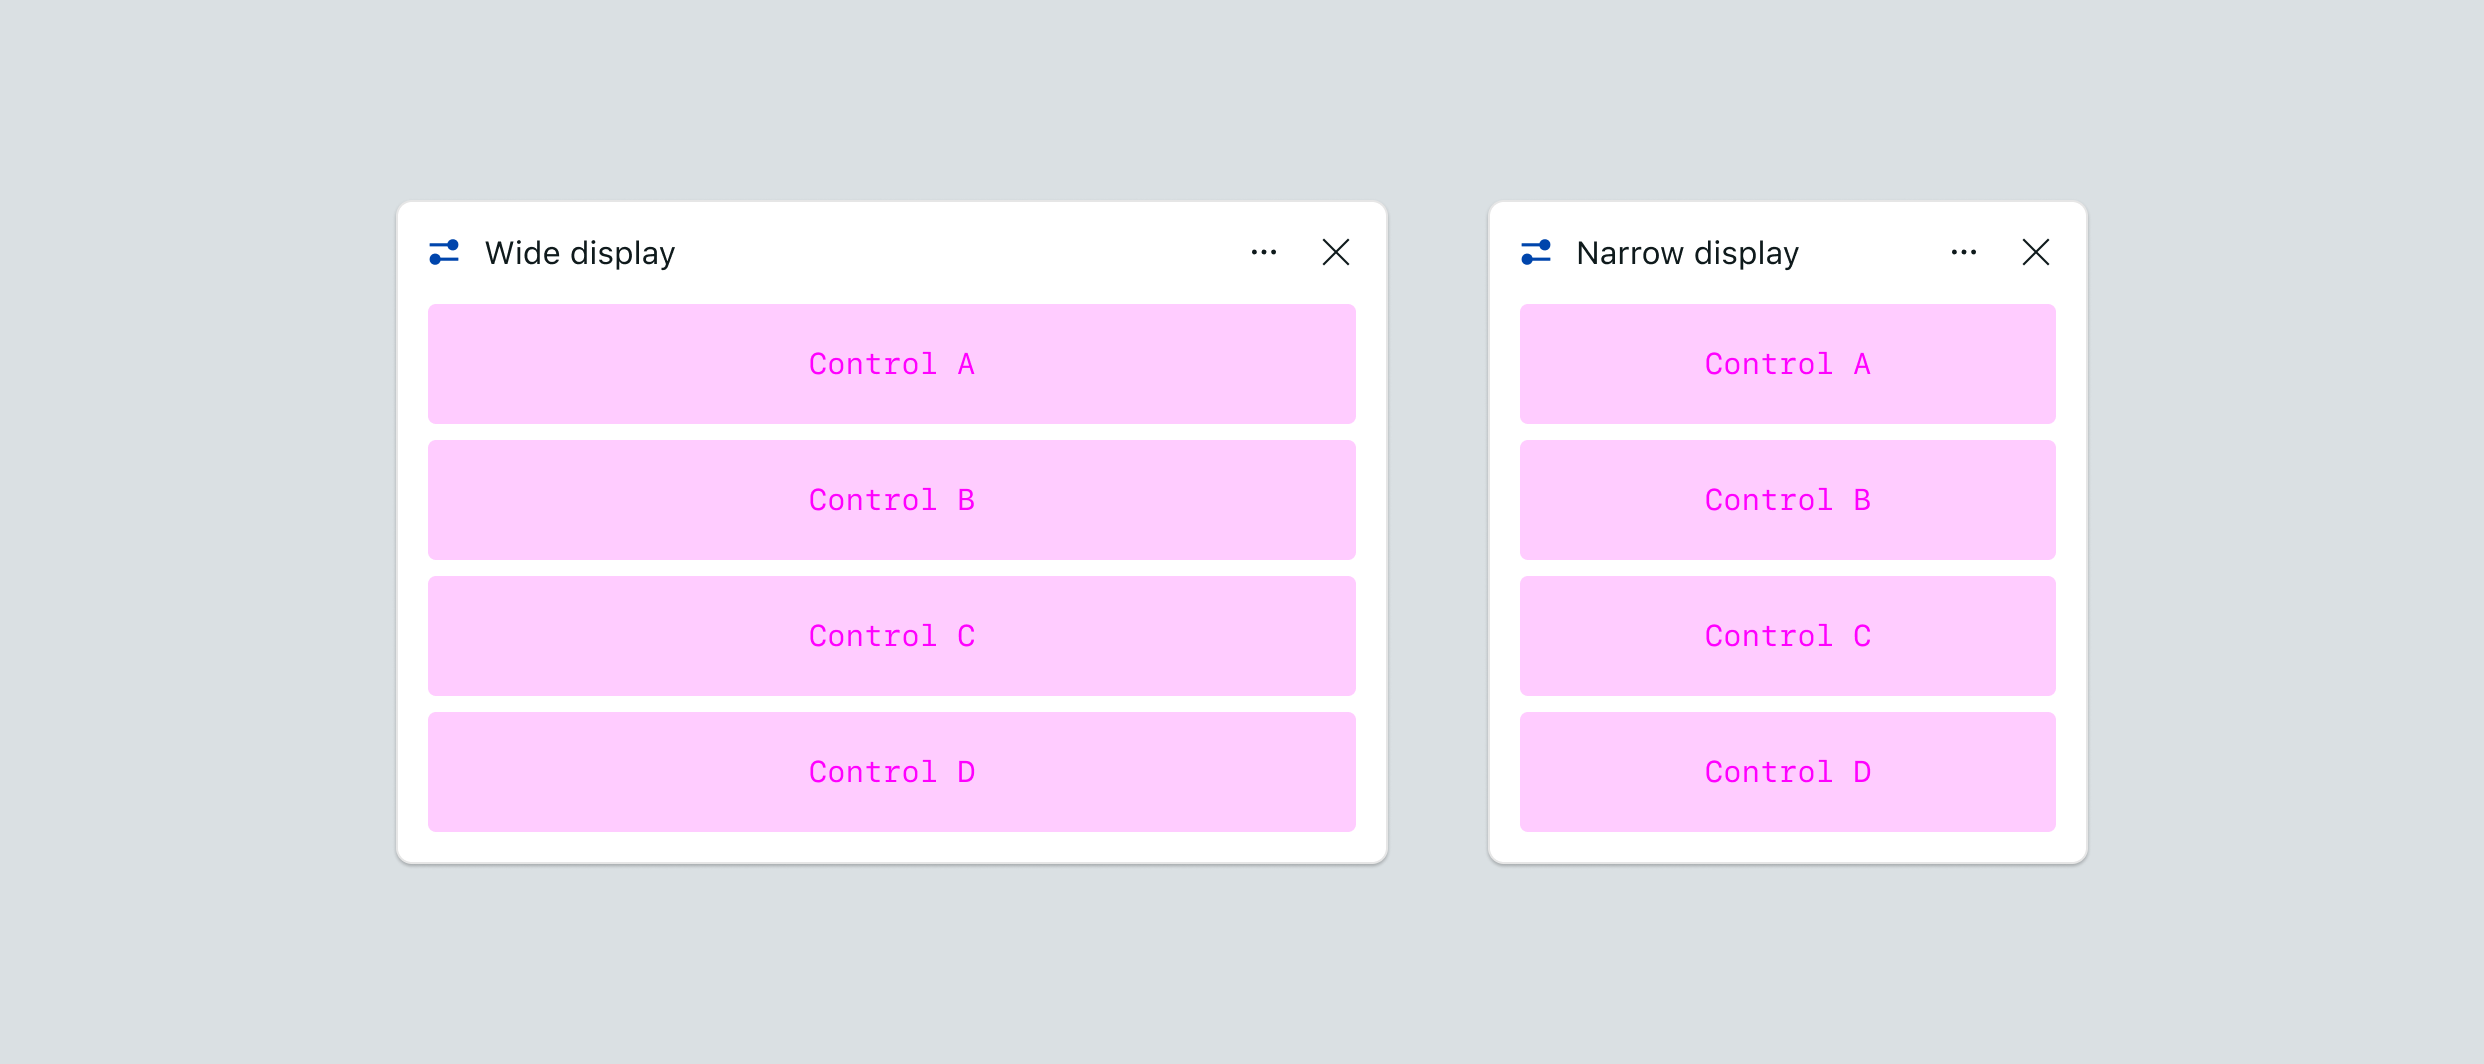 Wide display
Control A
Control B
Control C
Control D
Narrow display
Control A
Control B
Control C
Control D